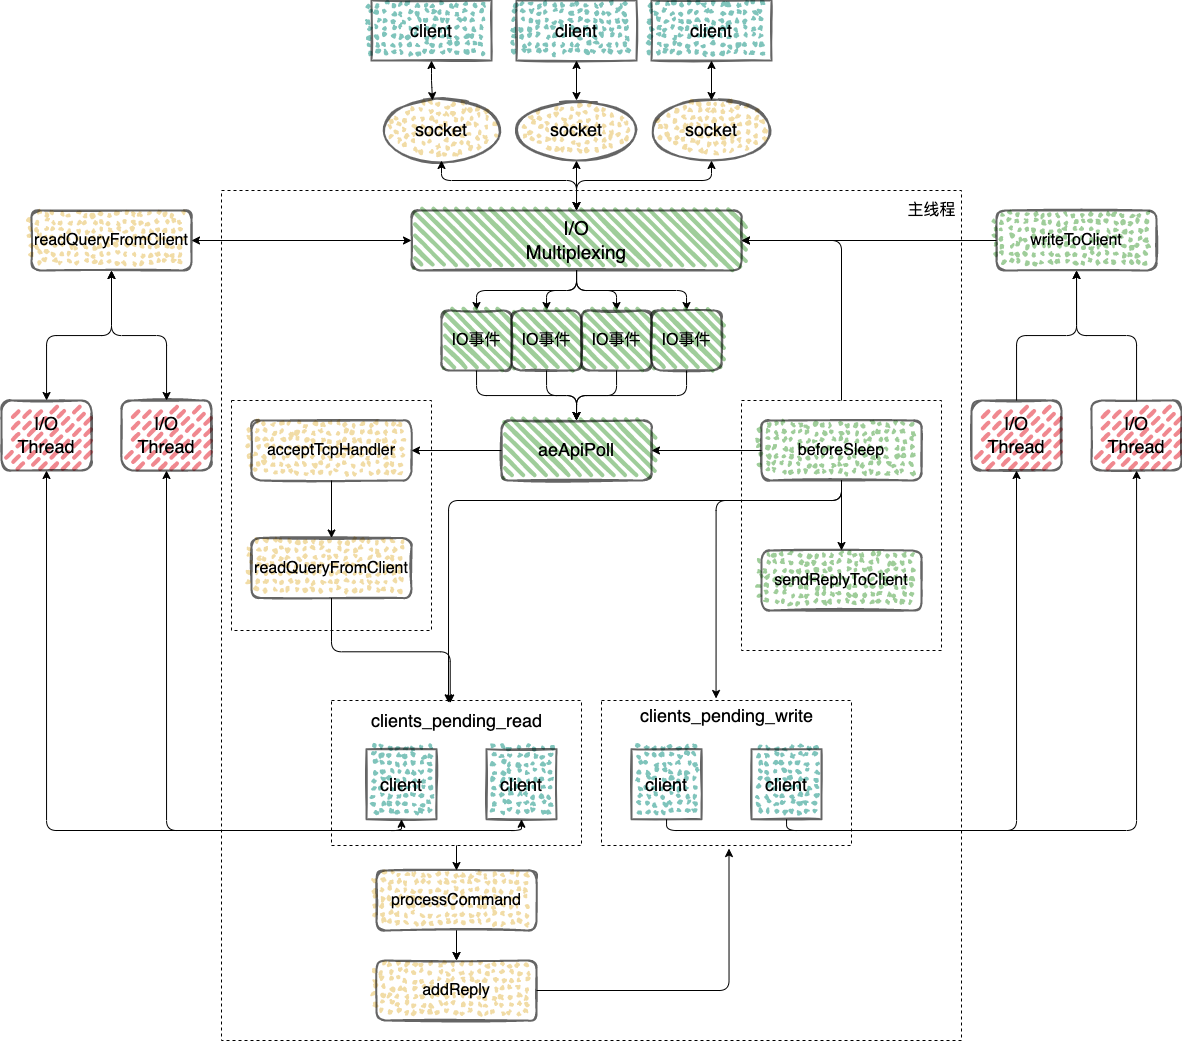 client
client
client
socket
socket
socket
主线程
readQueryFromClient
I/O
Multiplexing
writeToClient
IO事件
IO事件
IO事件
IO事件
I/O
Thread
I/O
Thread
acceptTcpHandler
aeApiPoll
beforeSleep
I/O
Thread
I/O
Thread
readQueryFromClient
sendReplyToClient
clients_pending_read
clients_pending_write
client
client
client
client
processCommand
addReply